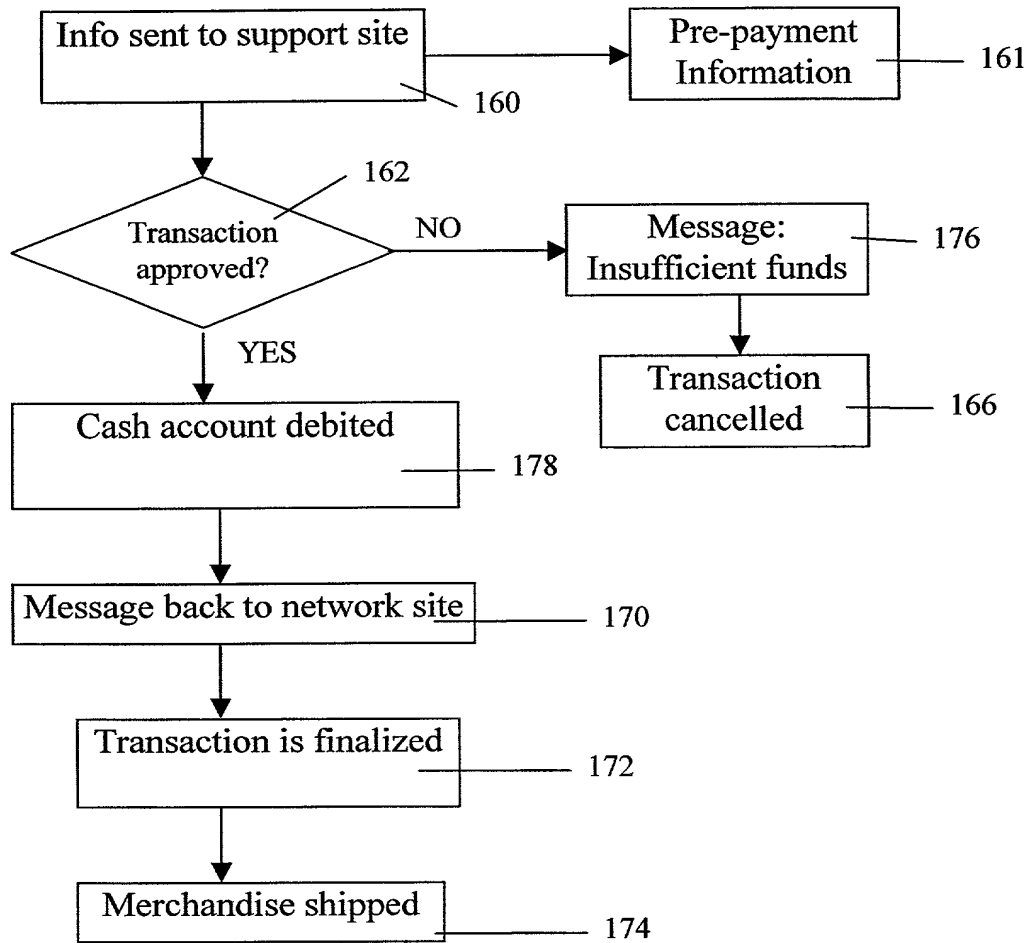 Info sent to support site
160
Pre-payment
Information
161
162
Transaction
approved?
NO
Message:
Insufficient funds
176
YES
Transaction
cancelled
166
Cash account debited
178
Message back to network site
170
Transaction is finalized
172
Merchandise shipped
174